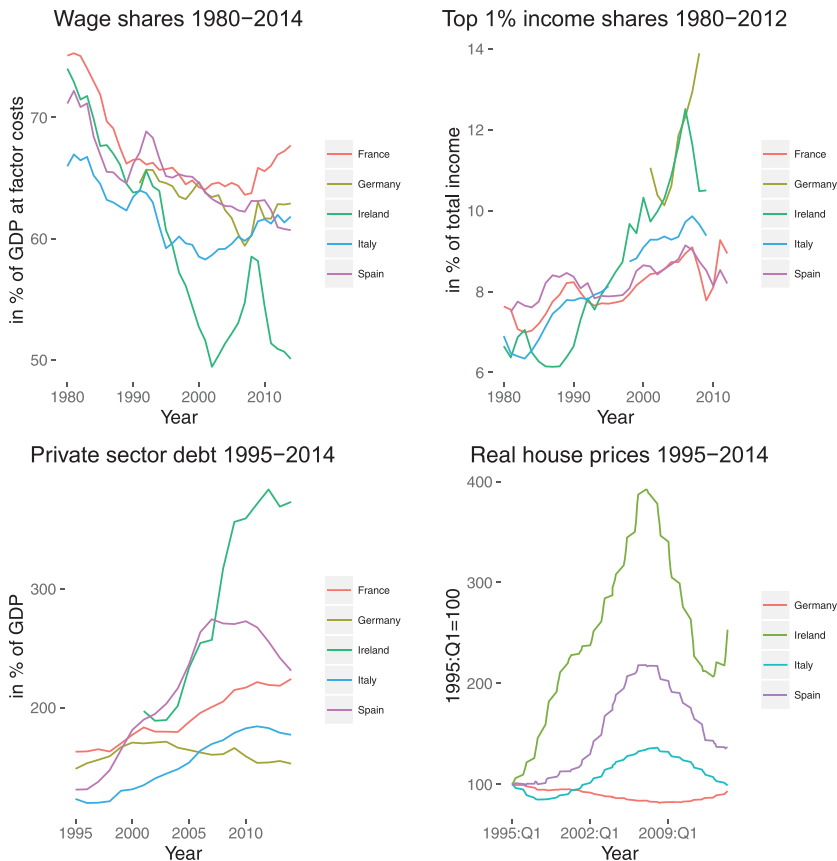 Wage shares 1980−2014
in % of GDP at factor costs
70
60
50
1980
1990
2000
2010
Year
France
Germany
Ireland
Italy
Spain
Top 1% income shares 1980−2012
in % of total income
14
12
10
8
6
1980
1990
2000
2010
Year
France
Germany
Ireland
Italy
Spain
Private sector debt 1995−2014
in % of GDP
300
200
1995
2000
2005
2010
Year
France
Germany
Ireland
Italy
Spain
Real house prices 1995−2014
1995:Q1=100
400
300
200
100
1995:Q1
2002:Q1
2009:Q1
Year
Germany
Ireland
Italy
Spain